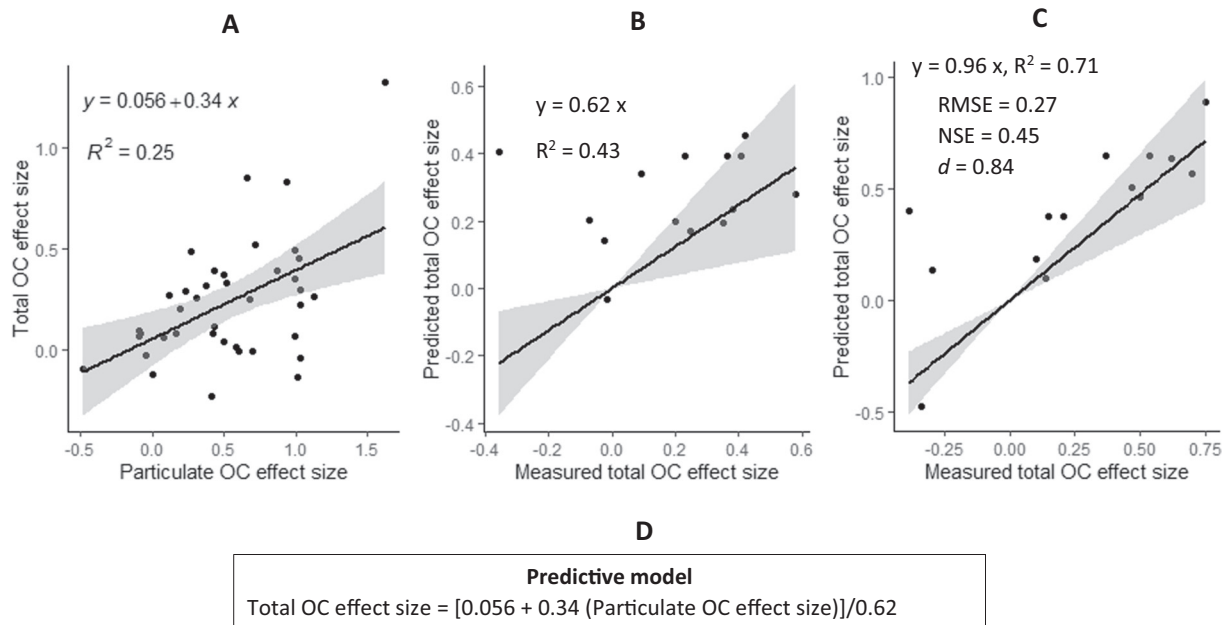 A
y = 0.056 + 0.34 x
R² = 0.25
Total OC effect size
1.0
0.5
0.0
-0.5 0.0 0.5 1.0 1.5
Particulate OC effect size
B
y = 0.62 x
R² = 0.43
Predicted total OC effect size
0.6
0.4
0.2
0.0
-0.2
-0.4
-0.4 -0.2 0.0 0.2 0.4 0.6
Measured total OC effect size
C
y = 0.96 x, R² = 0.71
RMSE = 0.27
NSE = 0.45
d = 0.84
Predicted total OC effect size
1.0
0.5
0.0
-0.5
-0.25 0.00 0.25 0.50 0.75
Measured total OC effect size
D
Predictive model
Total OC effect size = [0.056 + 0.34 (Particulate OC effect size)]/0.62